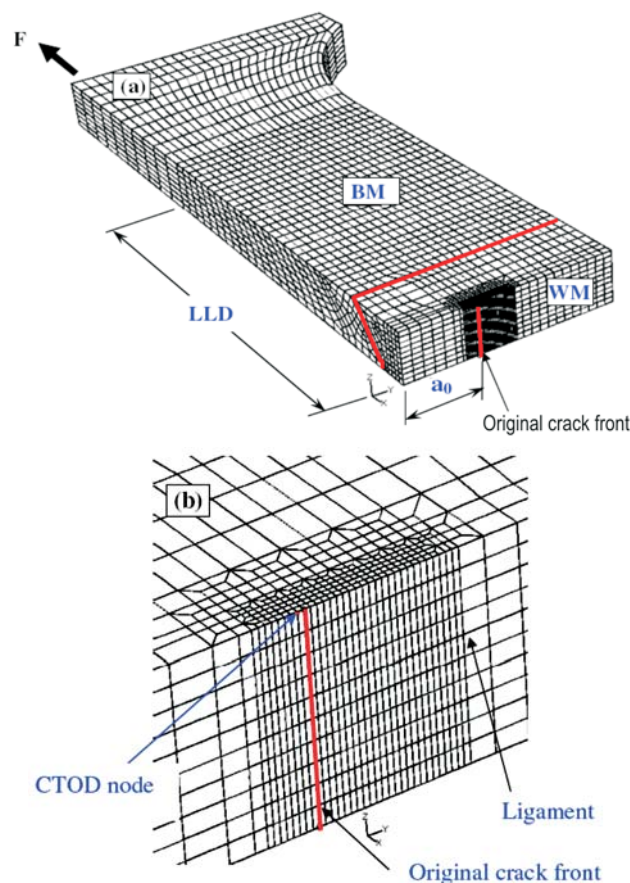 F
(a)
BM
WM
LLD
Z
Y
X
a₀
Original crack front
(b)
CTOD node
Ligament
Z
Y
X
Original crack front